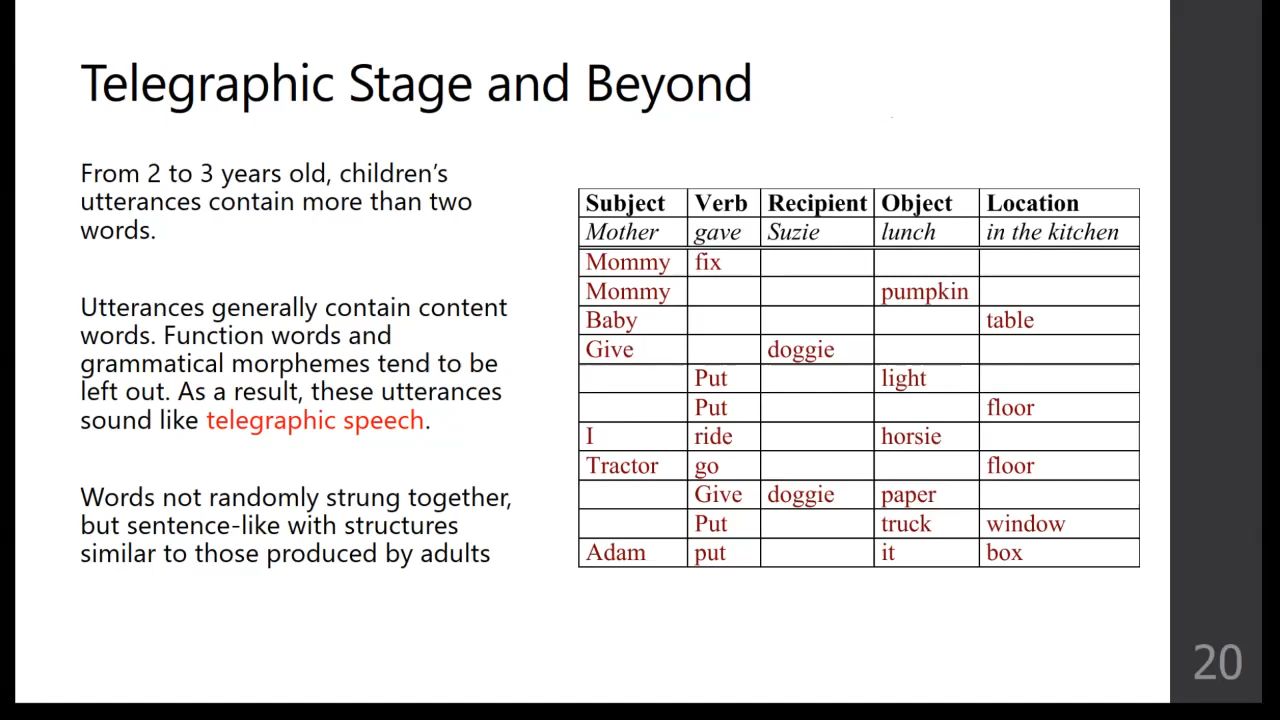 Telegraphic Stage and Beyond
From 2 to 3 years old, children's
utterances contain more than two
words.
Utterances generally contain content
words. Function words and
grammatical morphemes tend to be
left out. As a result, these utterances
sound like telegraphic speech.
Words not randomly strung together,
but sentence-like with structures
similar to those produced by adults
Subject Verb Recipient Object Location
Mother gave Suzie lunch in the kitchen
Mommy fix
Mommy pumpkin
Baby table
Give doggie
Put light
Put floor
I ride horsie
Tractor go floor
Give doggie paper
Put truck window
Adam put it box
20